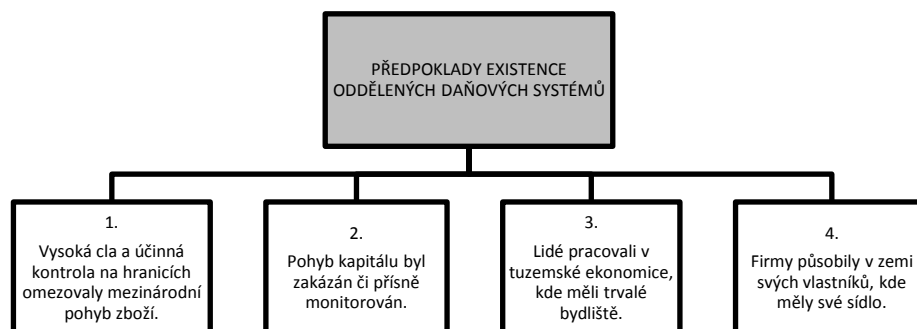 PŘEDPOKLADY EXISTENCE
ODDĚLENÝCH DAŇOVÝCH SYSTÉMŮ
1.
Vysoká cla a účinná
kontrola na hranicích
omezovaly mezinárodní
pohyb zboží.
2.
Pohyb kapitálu byl
zakázán či přísně
monitorován.
3.
Lidé pracovali v
tuzemské ekonomice,
kde měli trvalé
bydliště.
4.
Firmy působily v zemi
svých vlastníků, kde
měly své sídlo.